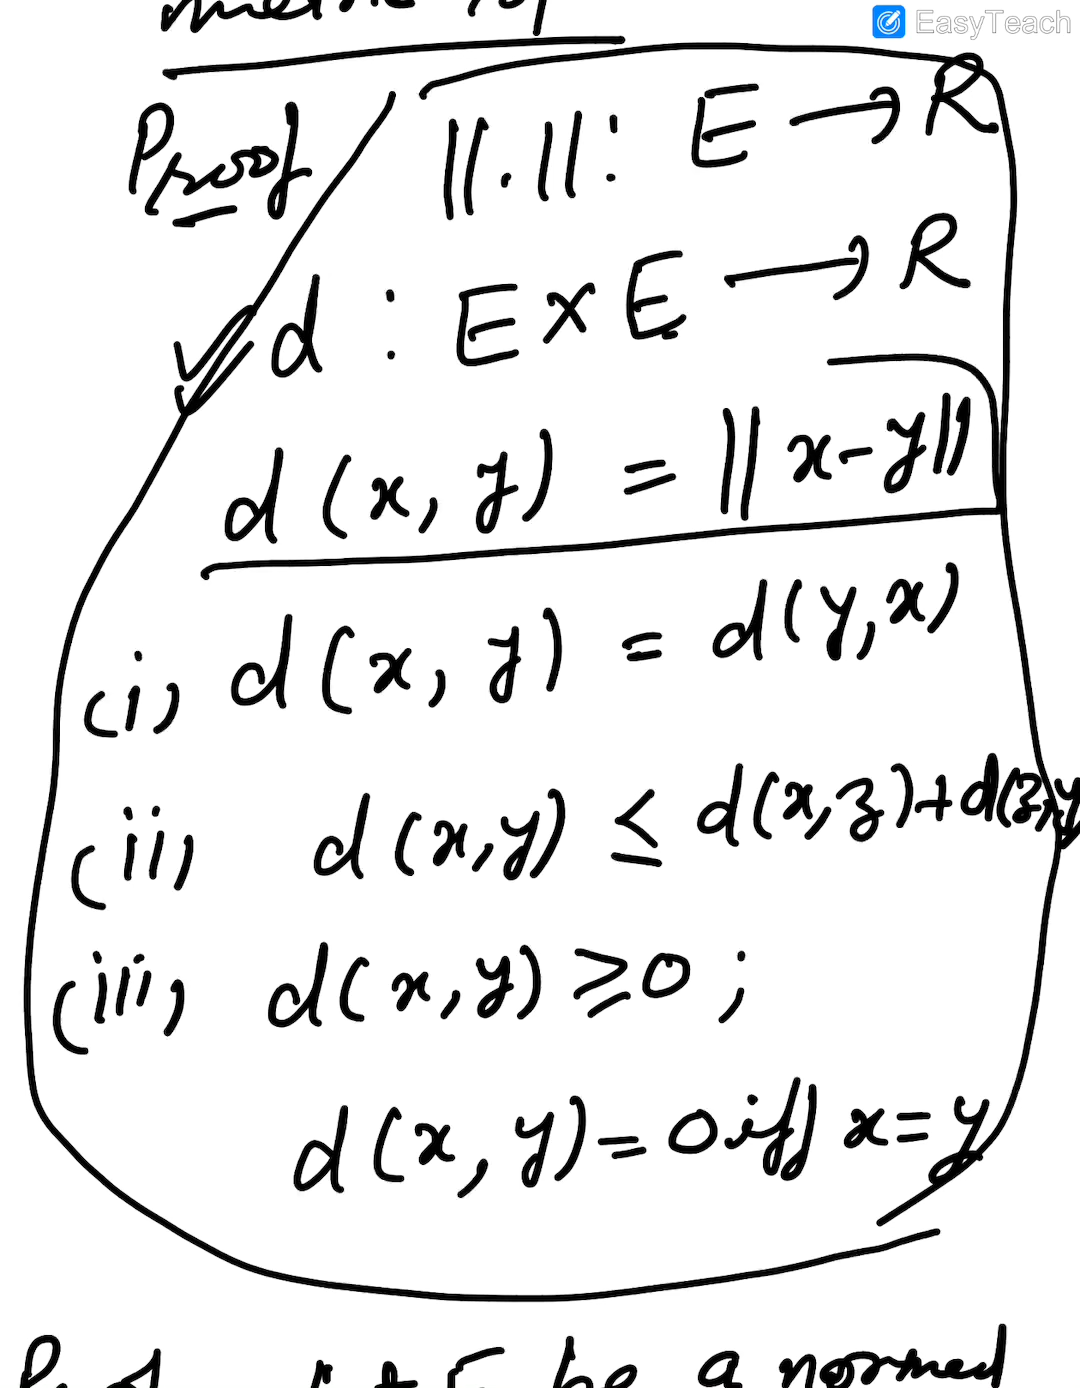 EasyTeach
Proof ||.||: E → R
d : E × E → R
d(x, y) = ||x-y||
(i) d(x, y) = d(y,x)
(ii) d(x,y) ≤ d(x,z)+d(z,y
(iii) d(x,y) ≥0 ;
d(x, y)=0 iff x=y
be a normed